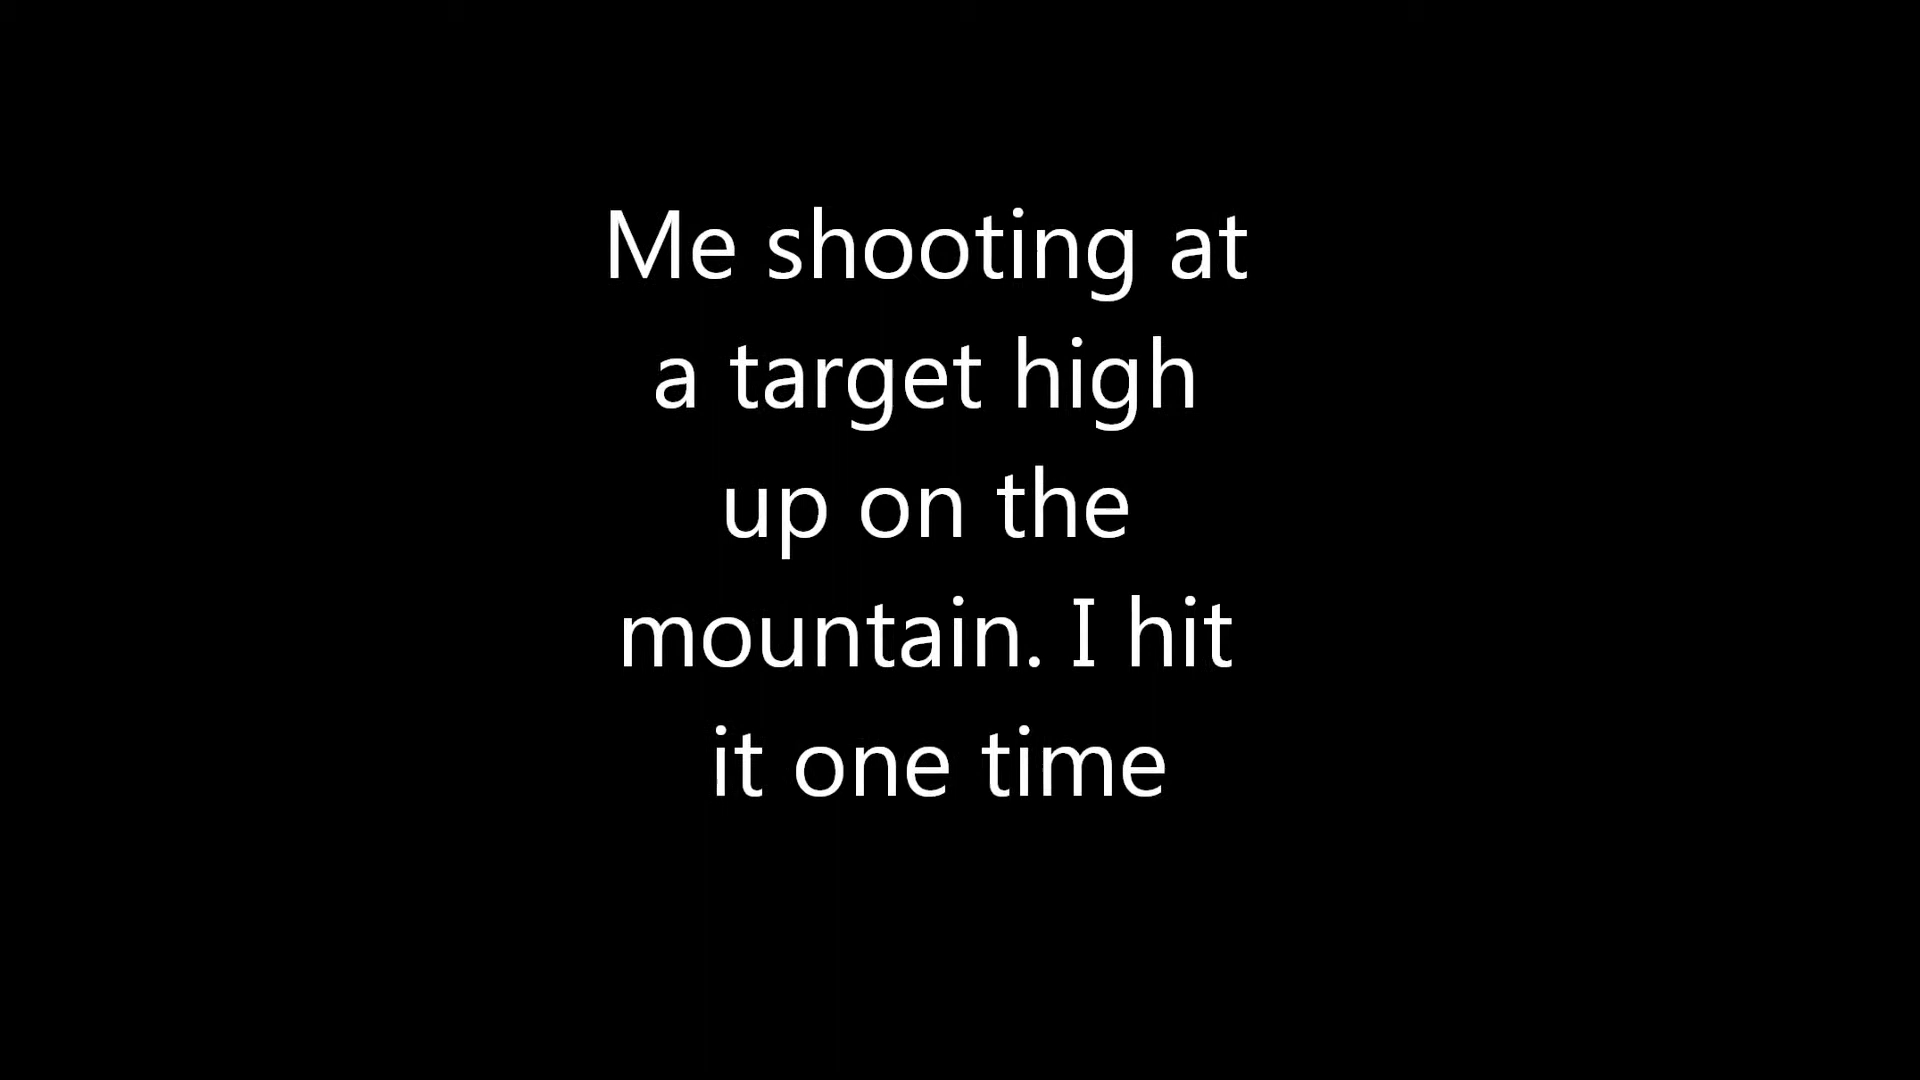 Me shooting at
a target high
up on the
mountain. I hit
it one time